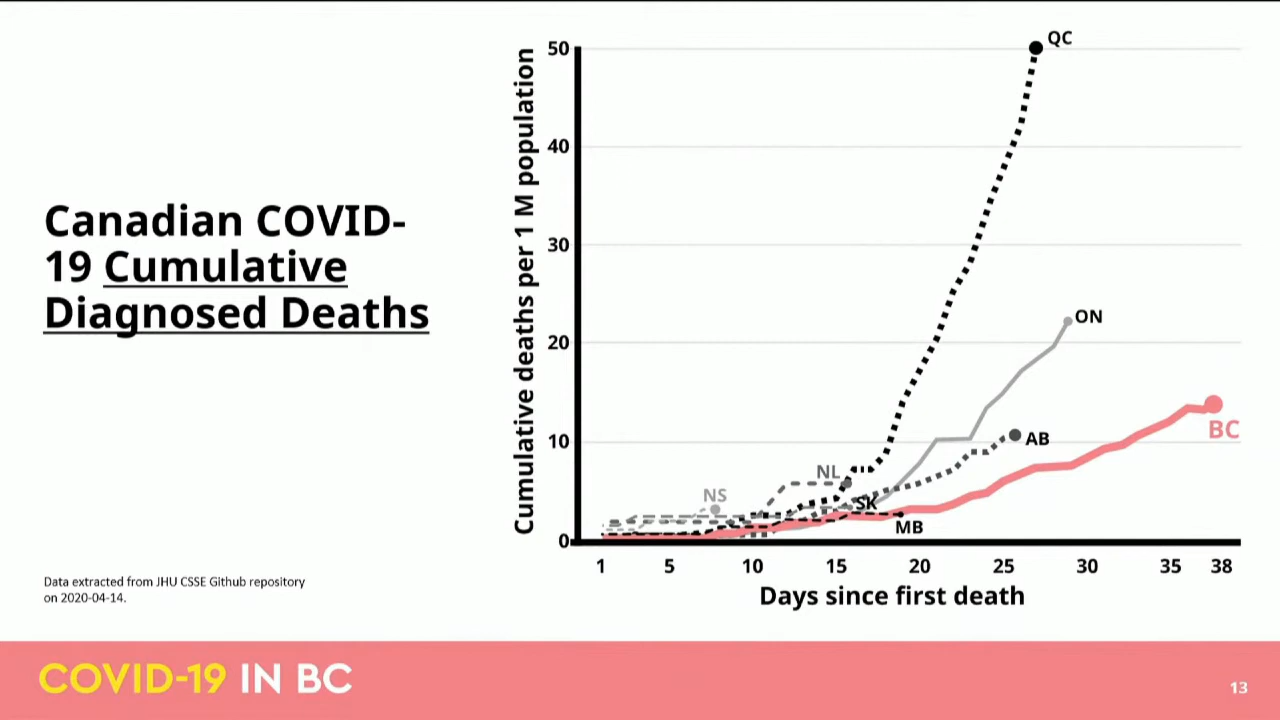 Canadian COVID-
19 Cumulative
Diagnosed Deaths
Data extracted from JHU CSSE Github repository
on 2020-04-14.
Cumulative deaths per 1 M population
50
40
30
20
10
0
QC
ON
BC
AB
NL
NS
SK
MB
1 5 10 15 20 25 30 35 38
Days since first death
COVID-19 IN BC
13